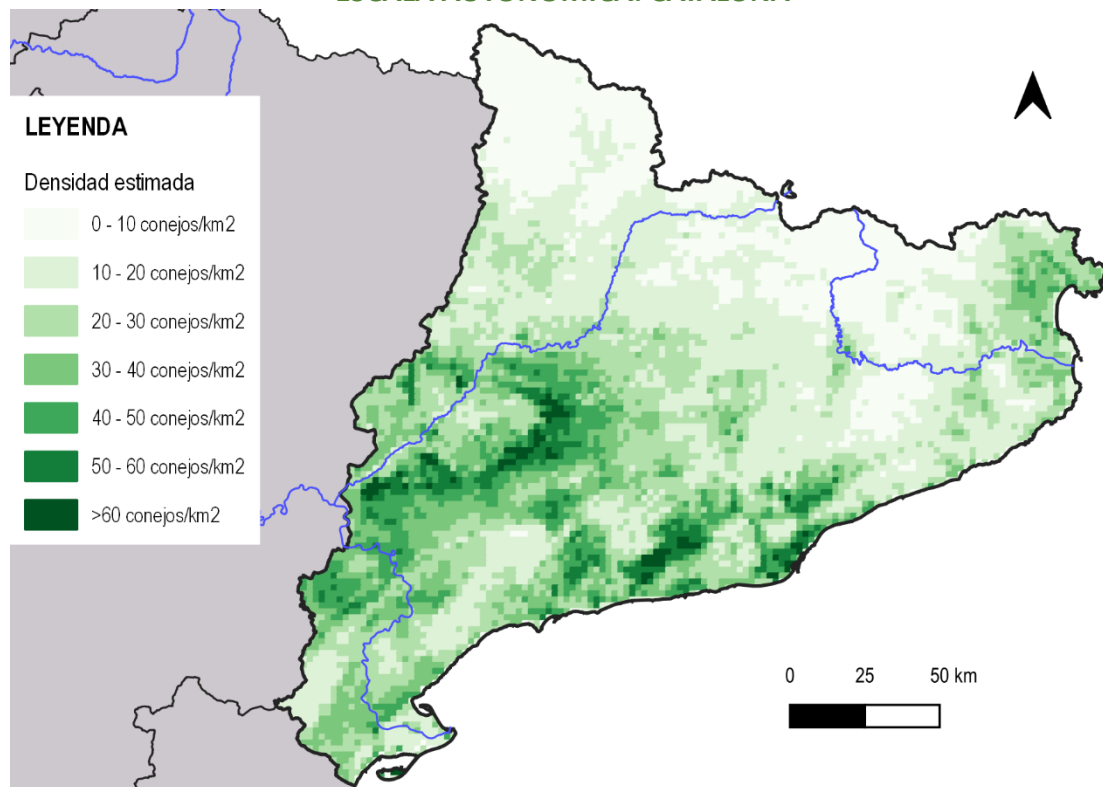 LEYENDA
Densidad estimada
0 - 10 conejos/km2
10 - 20 conejos/km2
20 - 30 conejos/km2
30 - 40 conejos/km2
40 - 50 conejos/km2
50 - 60 conejos/km2
>60 conejos/km2
0 25 50 km